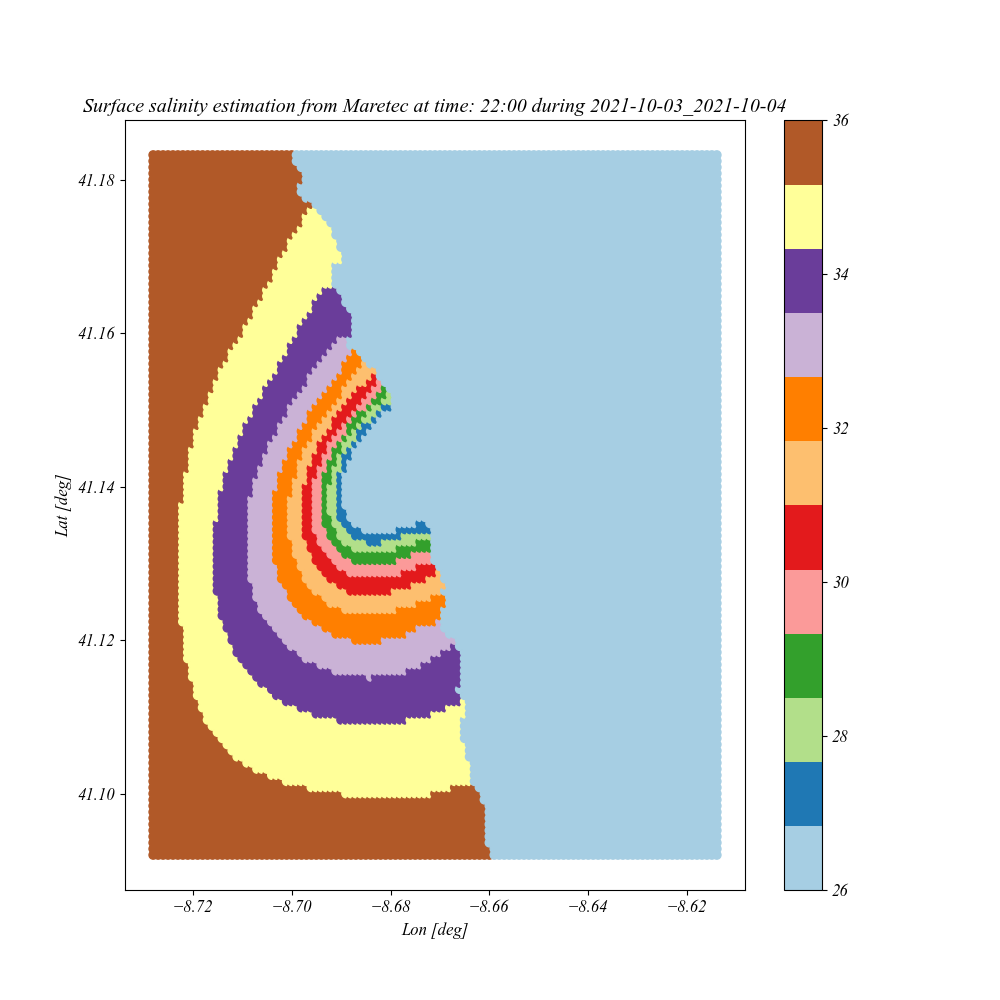 Surface salinity estimation from Maretec at time: 22:00 during 2021-10-03_2021-10-04
36
41.18
34
41.16
32
41.14
Lat [deg]
30
41.12
28
41.10
26
−8.72 −8.70 −8.68 −8.66 −8.64 −8.62
Lon [deg]